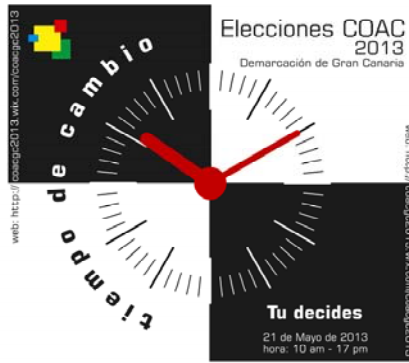 Elecciones COAC
2013
Demarcación de Gran Canaria
tiempo de cambio
web: http://coacgc2013.wix.com/coacgc2013
Tu decides
21 de Mayo de 2013
hora: 10 am - 17 pm